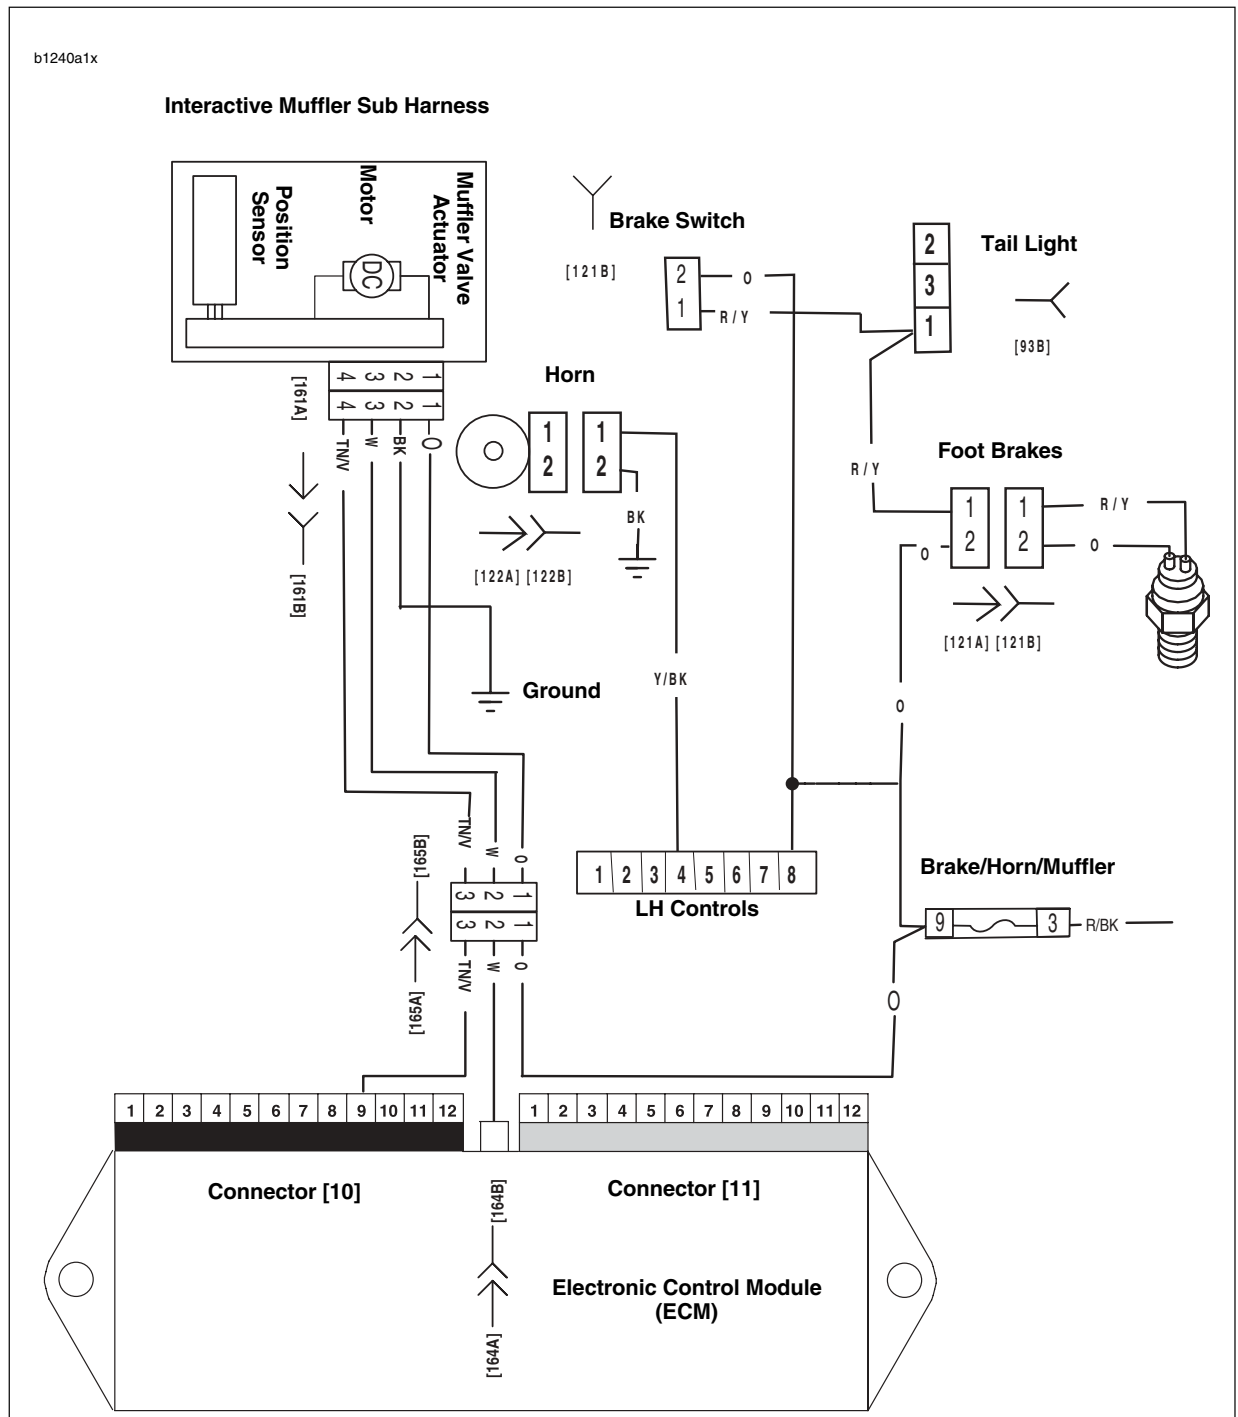 b1240a1x
Interactive Muffler Sub Harness
Position
Sensor
Motor
Muffler Valve
Actuator
DC
Brake Switch
[121B]
2
1
O
R / Y
2
3
1
Tail Light
[93B]
[161A]
4 3 2 1
4 3 2 1
TN/V
W
BK
O
[161B]
Horn
1
2
1
2
BK
[122A] [122B]
R / Y
Foot Brakes
1
2
1
2
R / Y
O
O
[121A] [121B]
Ground
Y/BK
O
[165B]
TN/V
W
O
3 2 1
3 2 1
TN/V
W
O
[165A]
1 2 3 4 5 6 7 8
LH Controls
Brake/Horn/Muffler
9
3
R/BK
O
1 2 3 4 5 6 7 8 9 10 11 12
1 2 3 4 5 6 7 8 9 10 11 12
Connector [10]
Connector [11]
[164B]
[164A]
Electronic Control Module
(ECM)